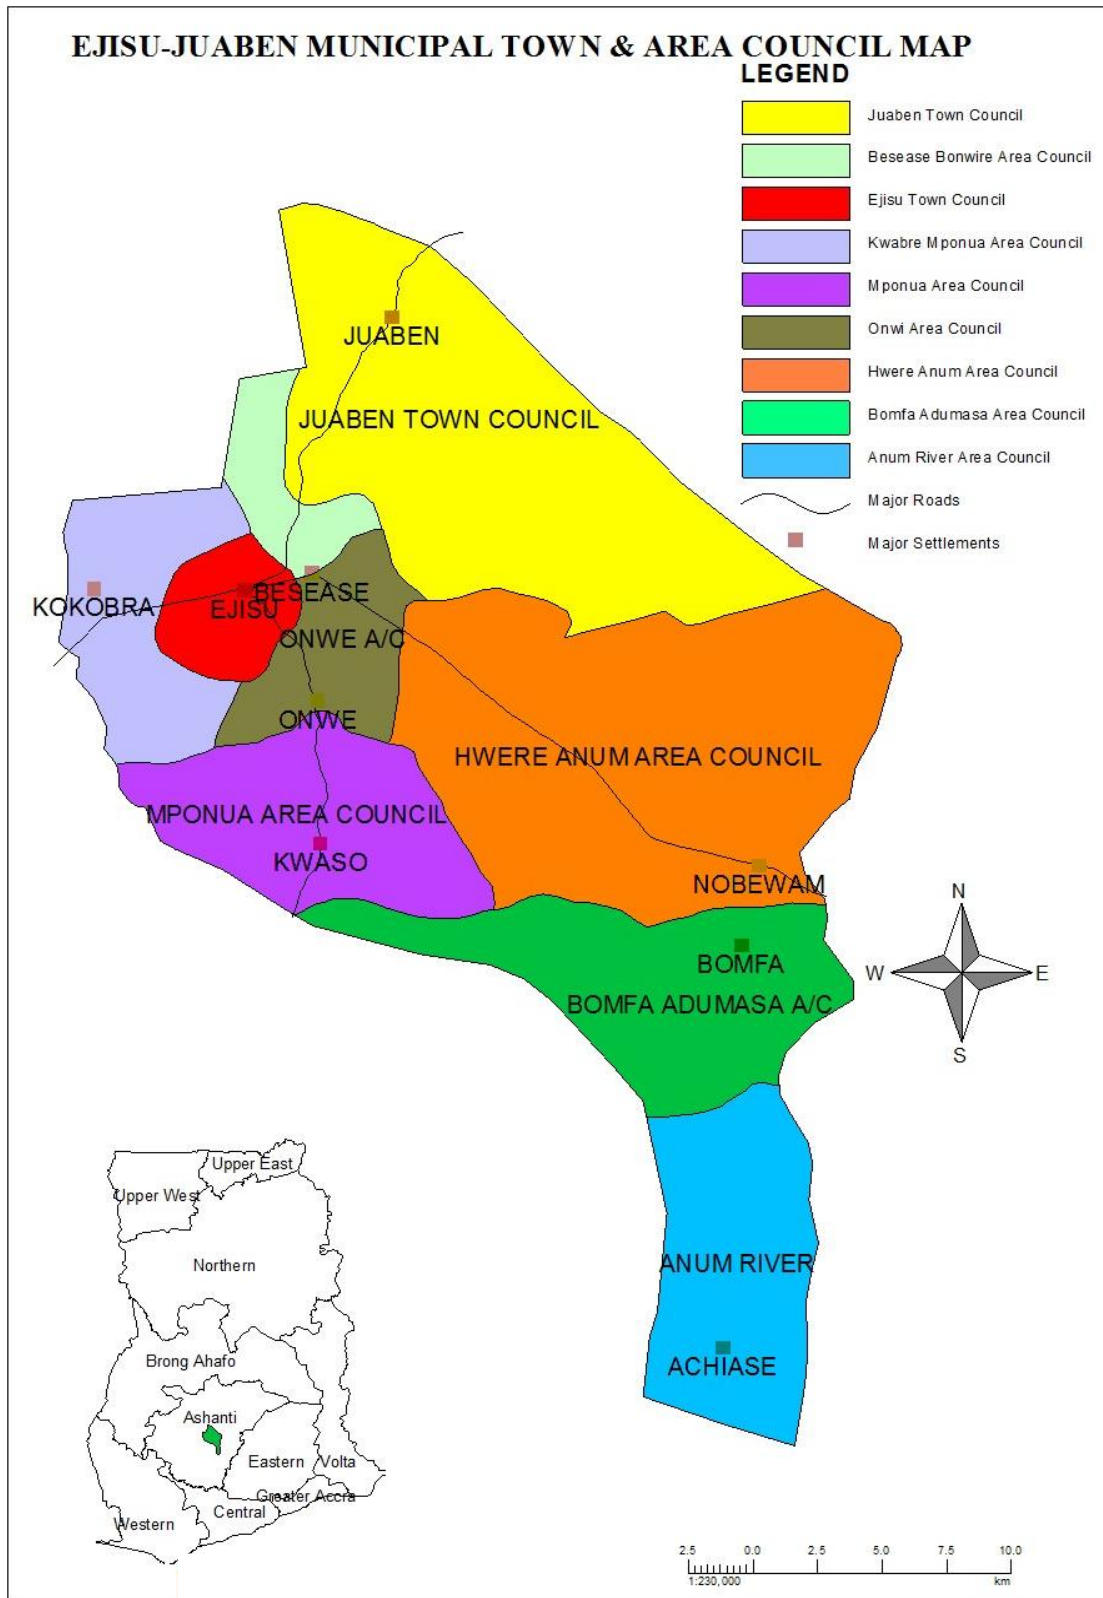 EJISU-JUABEN MUNICIPAL TOWN & AREA COUNCIL MAP
LEGEND
Juaben Town Council
Besease Bonwire Area Council
Ejisu Town Council
Kwabre Mponua Area Council
Mponua Area Council
Onwi Area Council
Hwere Anum Area Council
Bomfa Adumasa Area Council
Anum River Area Council
Major Roads
Major Settlements
JUABEN
JUABEN TOWN COUNCIL
BESEASE
KOKOBRA
EJISU
ONWE A/C
ONWE
HWERE ANUM AREA COUNCIL
MPONUA AREA COUNCIL
KWASO
NOBEWAM
BOMFA
BOMFA ADUMASA A/C
ANUM RIVER
ACHIASE
N
W
E
S
Upper East
Upper West
Northern
Brong Ahafo
Ashanti
Eastern
Volta
Greater Accra
Central
Western
2.5 0.0 2.5 5.0 7.5 10.0
1:230,000
km